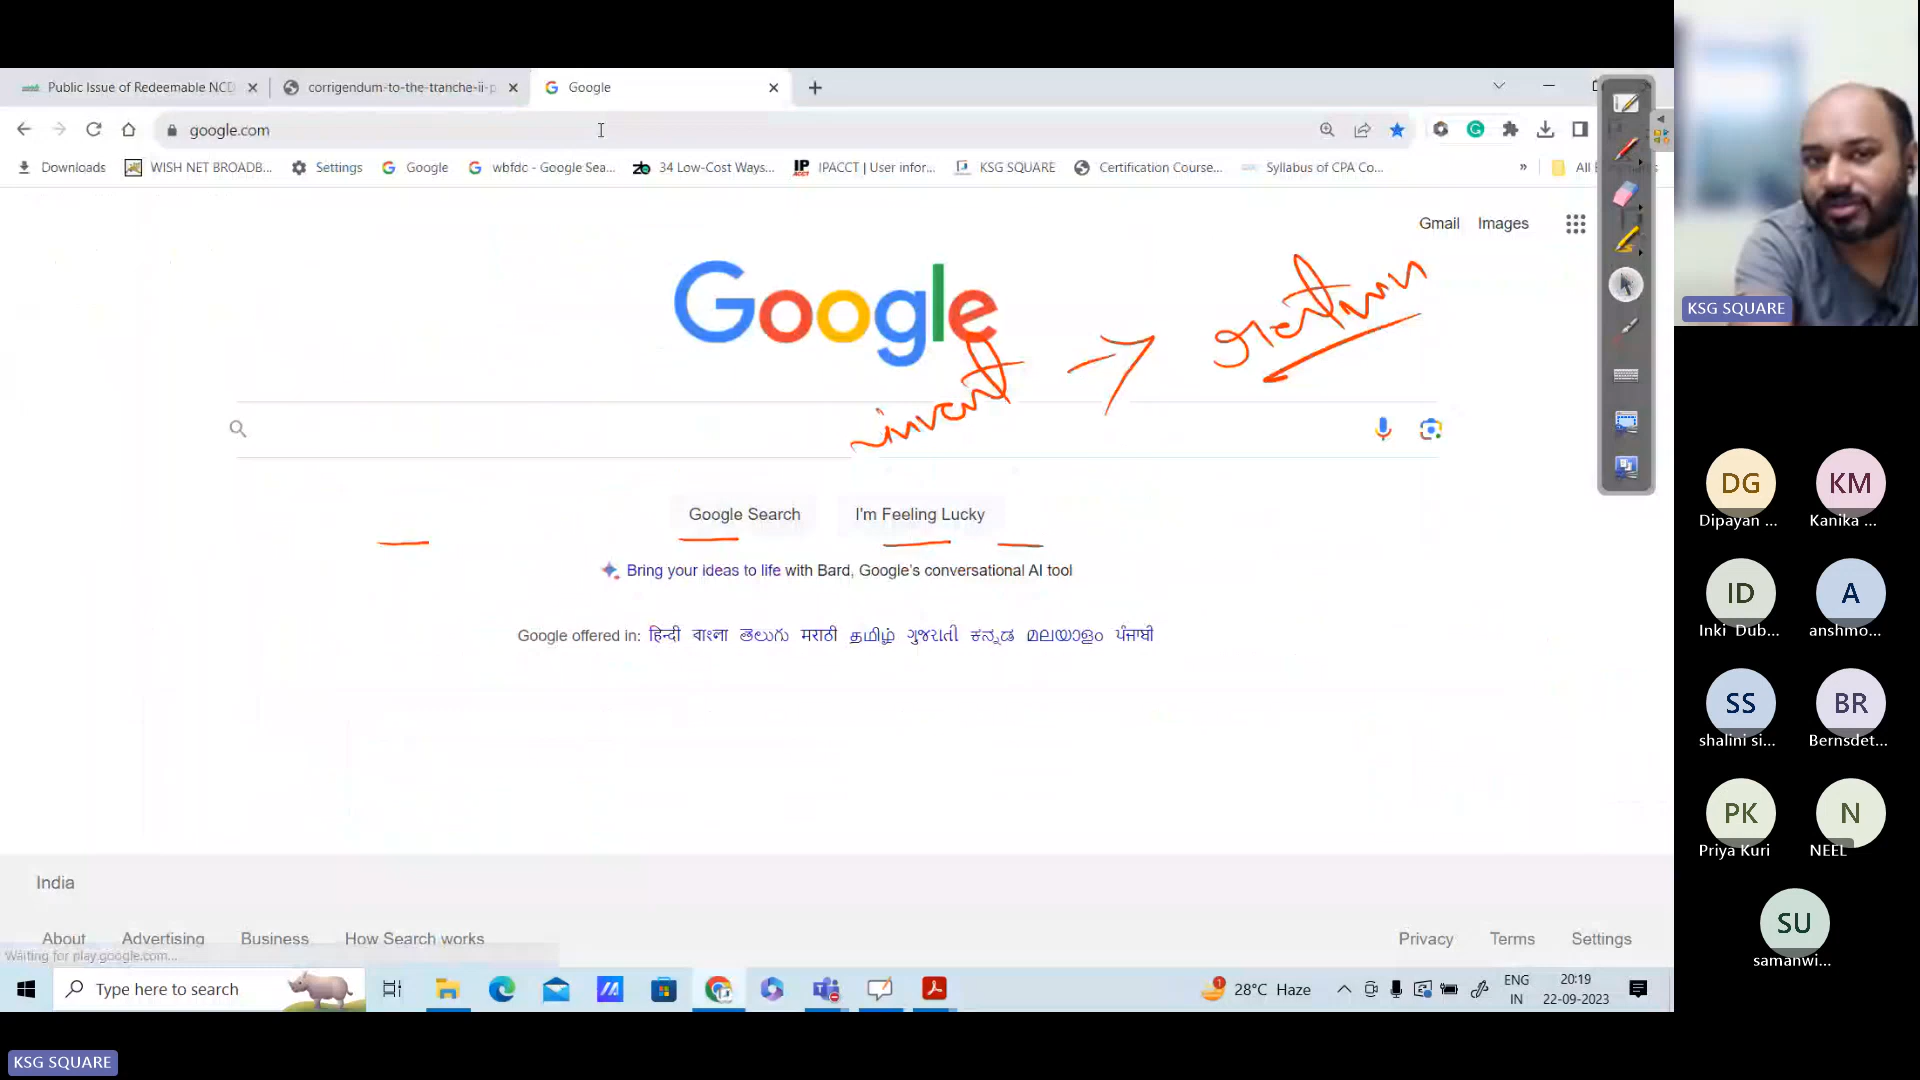 Public Issue of Redeemable NCD
corrigendum-to-the-tranche-ii-p
Google
google.com
Downloads
WISH NET BROADB...
Settings
Google
wbfdc - Google Sea...
34 Low-Cost Ways...
IPACCT | User infor...
KSG SQUARE
Certification Course...
Syllabus of CPA Co...
»
All
Gmail Images
Google
invest → return
Google Search I'm Feeling Lucky
Bring your ideas to life with Bard, Google's conversational AI tool
Google offered in: हिन्दी বাংলা తెలుగు मराठी தமிழ் ગુજરાતી ಕನ್ನಡ മലയാളം ਪੰਜਾਬੀ
India
About Advertising Business How Search works
Privacy Terms Settings
Waiting for play.google.com...
Type here to search
28°C Haze
ENG
IN
20:19
22-09-2023
KSG SQUARE
KSG SQUARE
DG
Dipayan ...
KM
Kanika ...
ID
Inki Dub...
A
anshmo...
SS
shalini si...
BR
Bernsdet...
PK
Priya Kuri
N
NEEL
SU
samanwi...